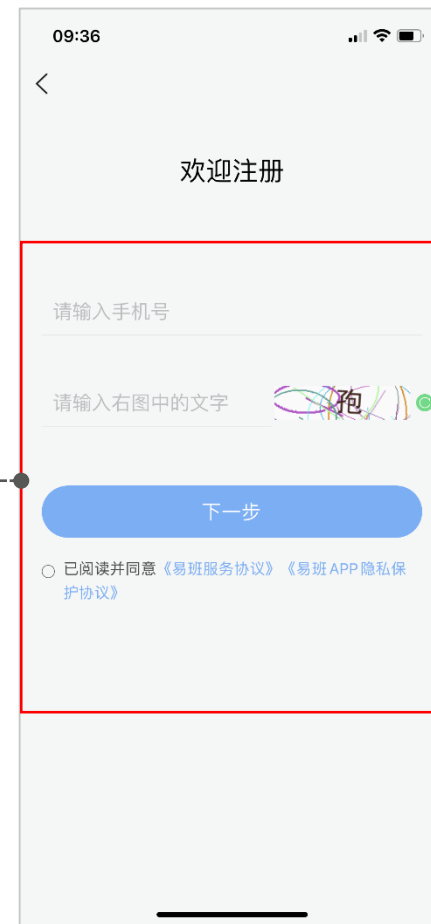 09:36
欢迎注册
请输入手机号
请输入右图中的文字
孢
下一步
已阅读并同意《易班服务协议》《易班APP隐私保
护协议》